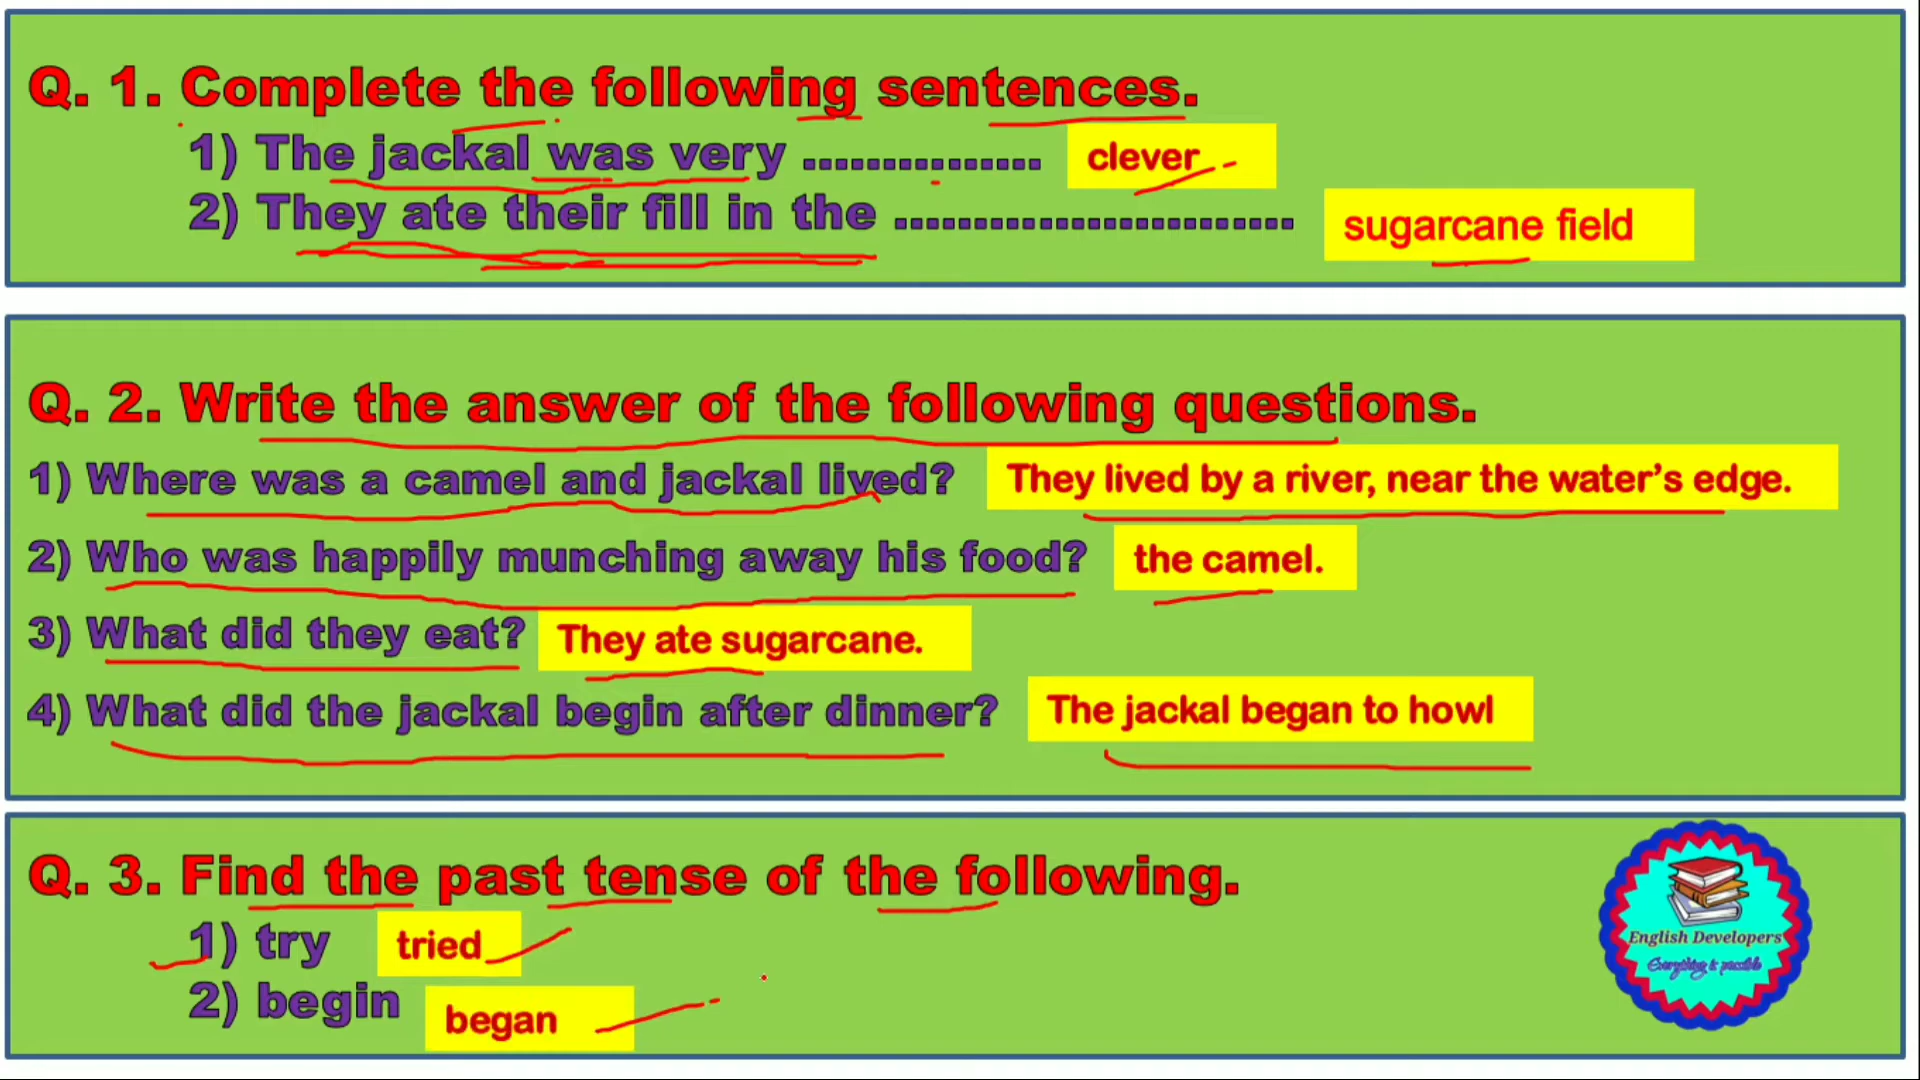 Q. 1. Complete the following sentences.
1) The jackal was very ............... clever
2) They ate their fill in the ......................... sugarcane field
Q. 2. Write the answer of the following questions.
1) Where was a camel and jackal lived? They lived by a river, near the water’s edge.
2) Who was happily munching away his food? the camel.
3) What did they eat? They ate sugarcane.
4) What did the jackal begin after dinner? The jackal began to howl
Q. 3. Find the past tense of the following.
1) try tried
2) begin began
English Developers
Everything is possible